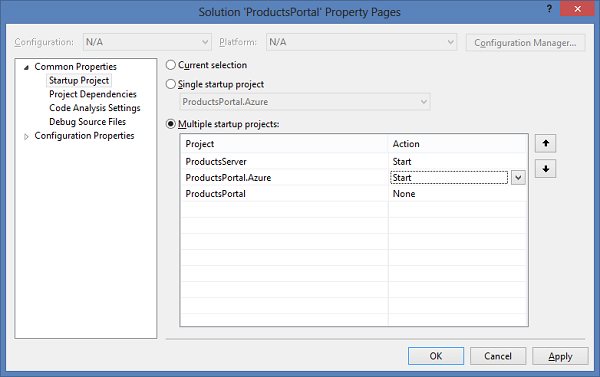 Solution 'ProductsPortal' Property Pages
? ×
Configuration: N/A Platform: N/A Configuration Manager...
Common Properties
Startup Project
Project Dependencies
Code Analysis Settings
Debug Source Files
Configuration Properties
Current selection
Single startup project
ProductsPortal.Azure
Multiple startup projects:
Project Action
ProductsServer Start
ProductsPortal.Azure Start
ProductsPortal None
OK Cancel Apply